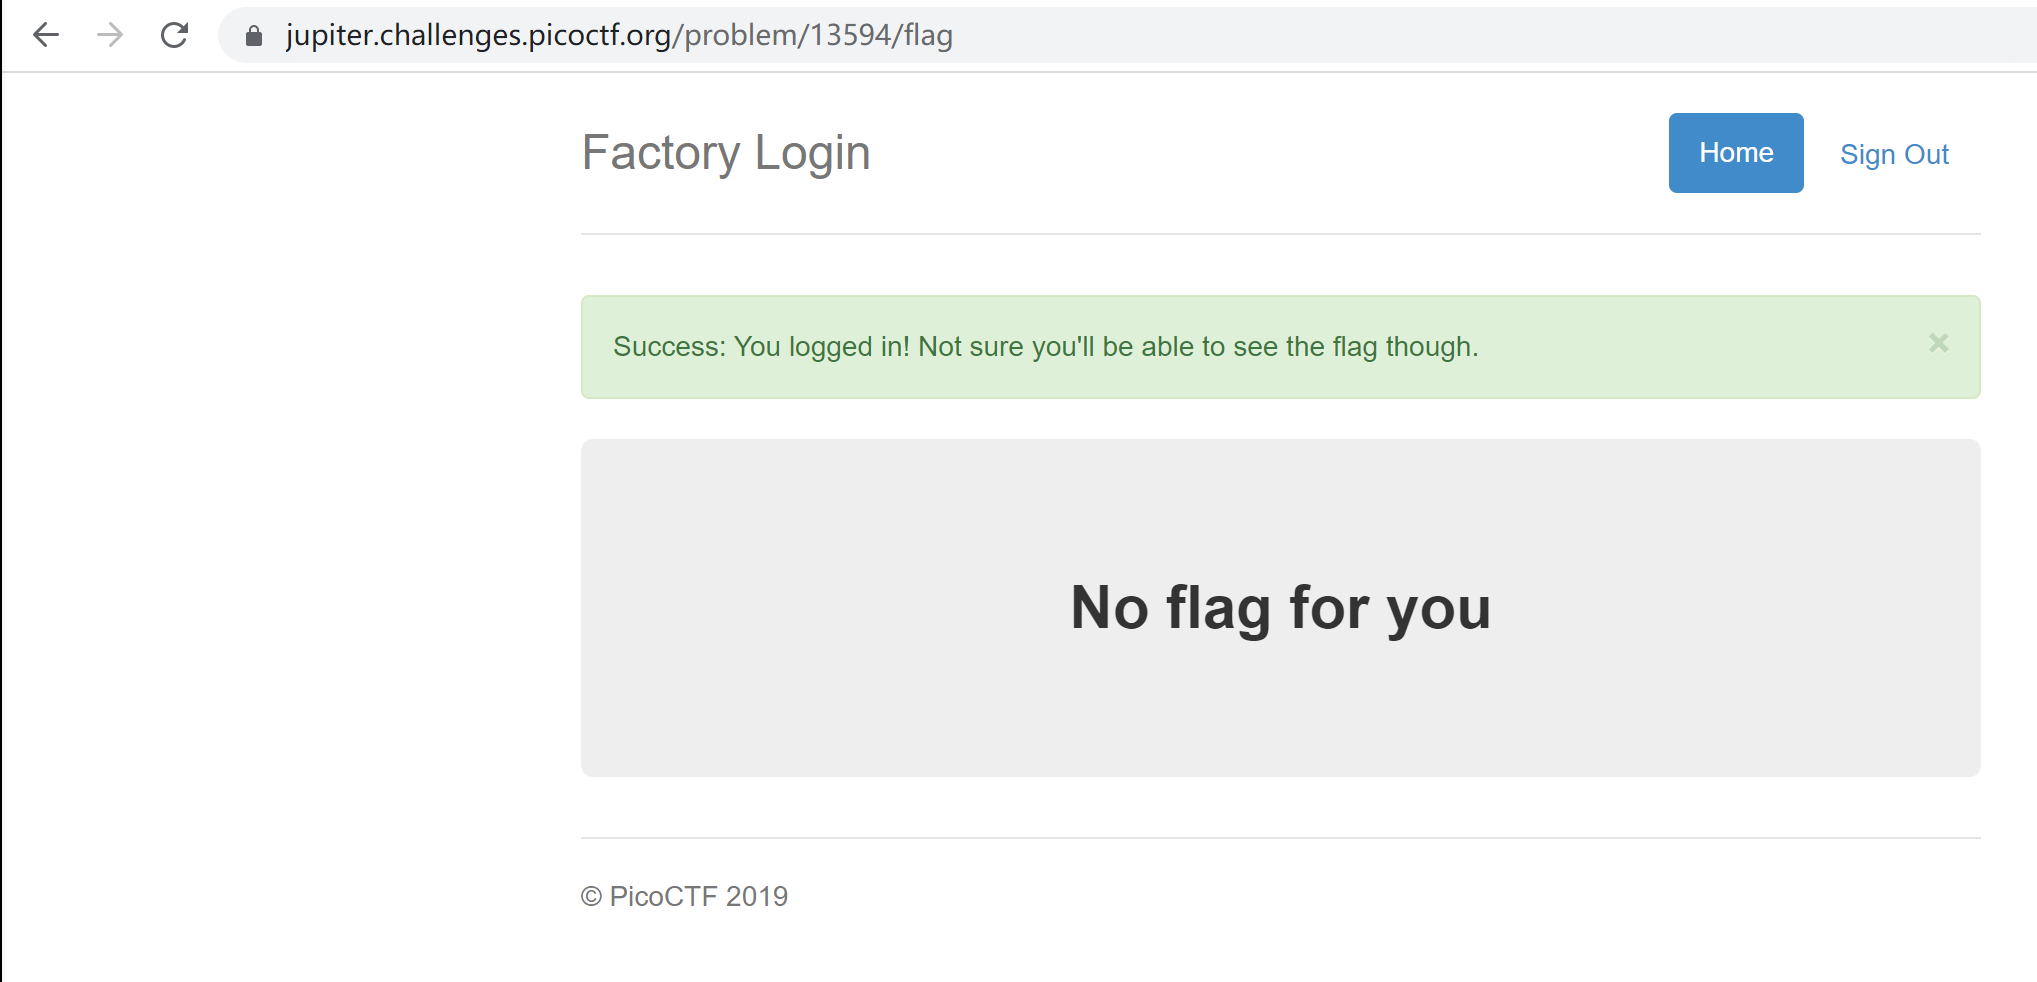 jupiter.challenges.picoctf.org/problem/13594/flag
Factory Login
Home
Sign Out
Success: You logged in! Not sure you'll be able to see the flag though.
×
No flag for you
© PicoCTF 2019